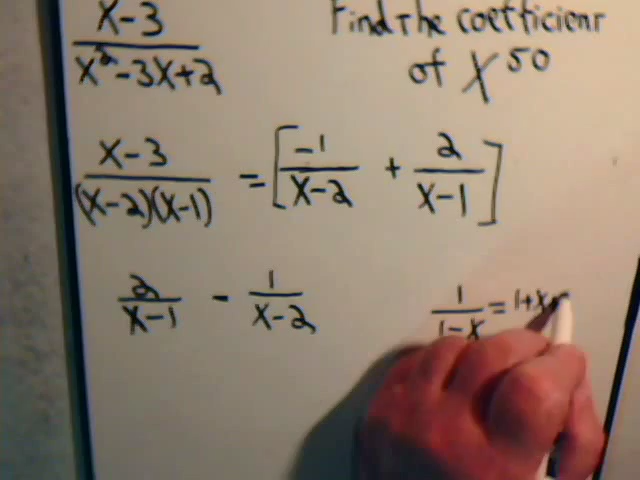 x-3 / x²-3x+2
Find The coefficient
of X^50
x-3 / (x-2)(x-1) = [ -1 / x-2 + 2 / x-1 ]
2 / x-1 - 1 / x-2
1 / 1-x = 1+x